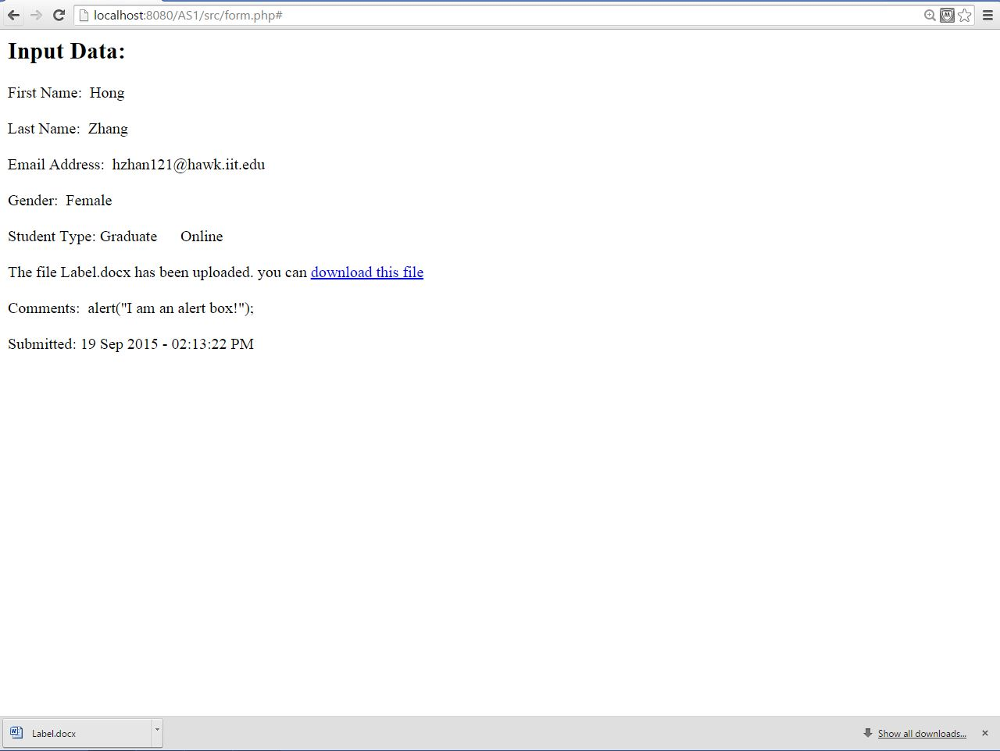 localhost:8080/AS1/src/form.php#
Input Data:
First Name: Hong
Last Name: Zhang
Email Address: hzhan121@hawk.iit.edu
Gender: Female
Student Type: Graduate Online
The file Label.docx has been uploaded. you can download this file
Comments: alert("I am an alert box!");
Submitted: 19 Sep 2015 - 02:13:22 PM
Label.docx
Show all downloads...